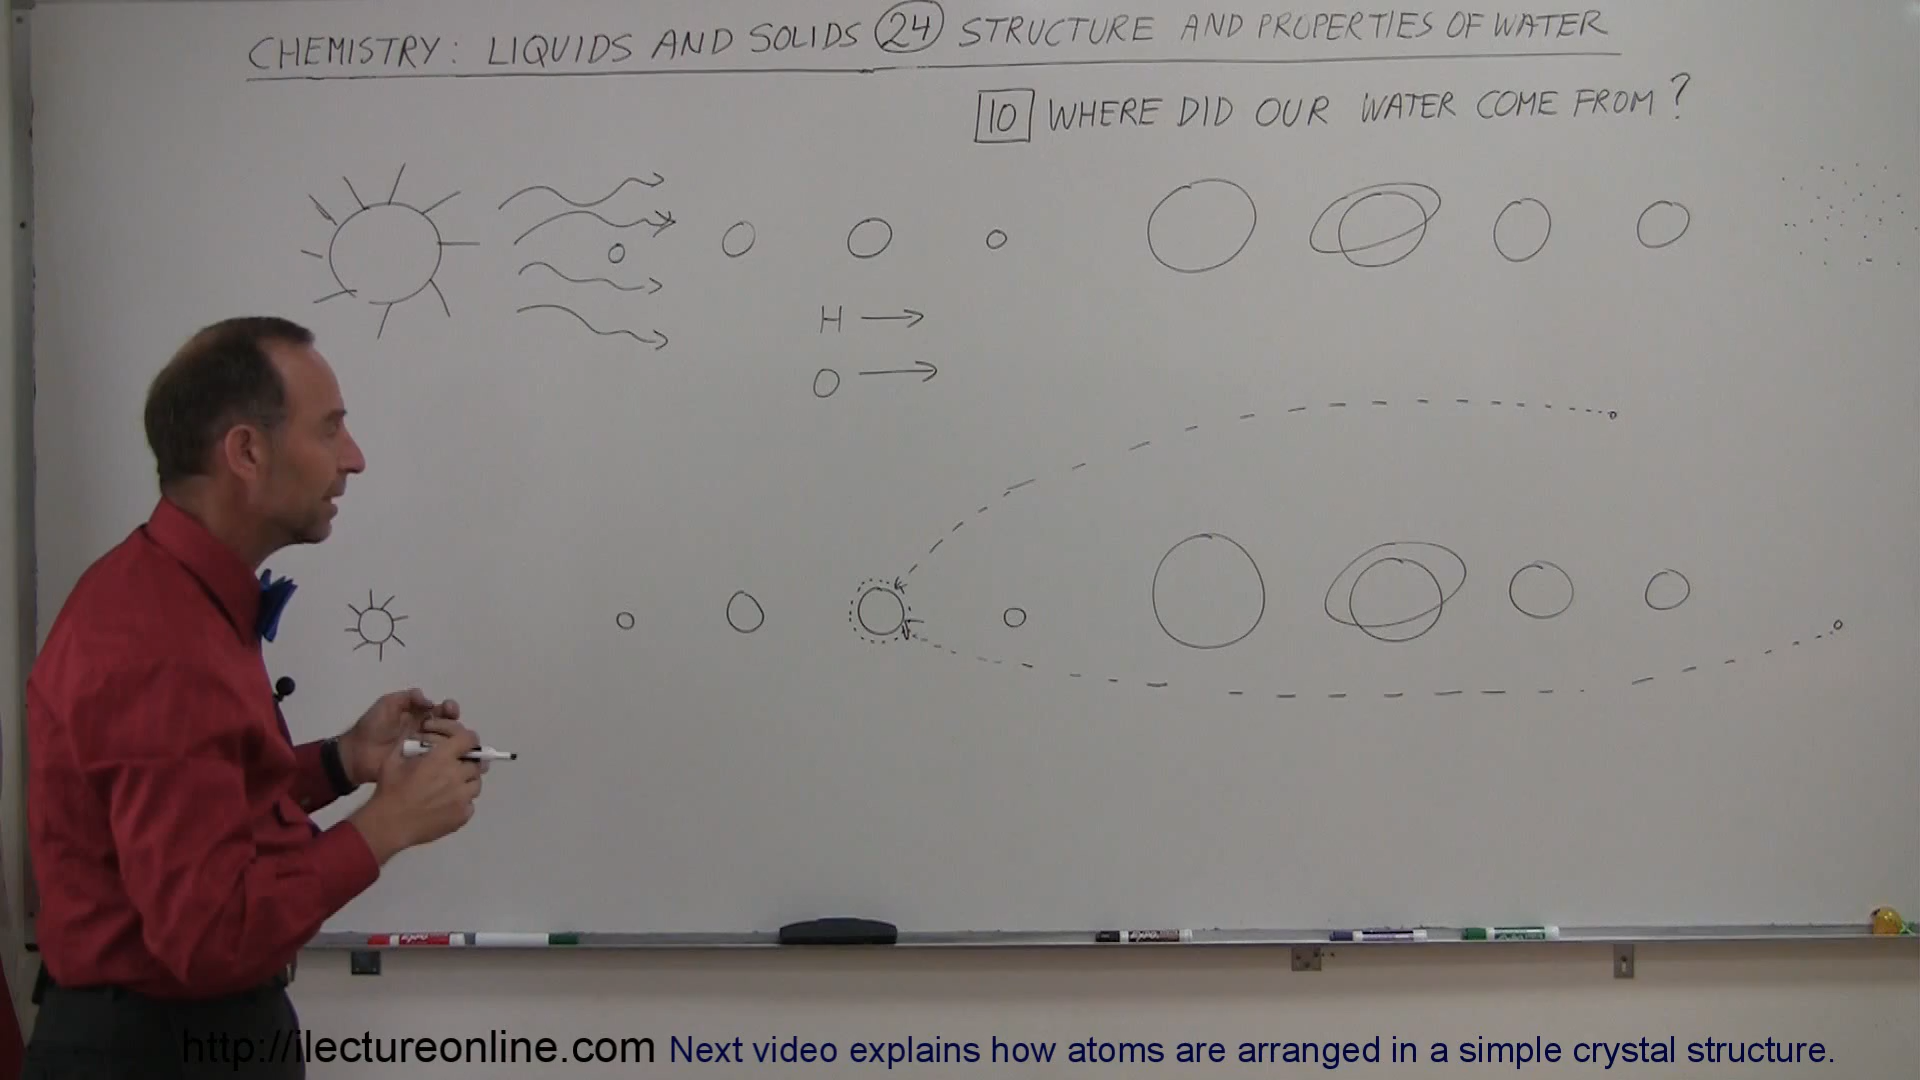 CHEMISTRY: LIQUIDS AND SOLIDS 24 STRUCTURE AND PROPERTIES OF WATER
10 WHERE DID OUR WATER COME FROM?
H
O
http://ilectureonline.com Next video explains how atoms are arranged in a simple crystal structure.